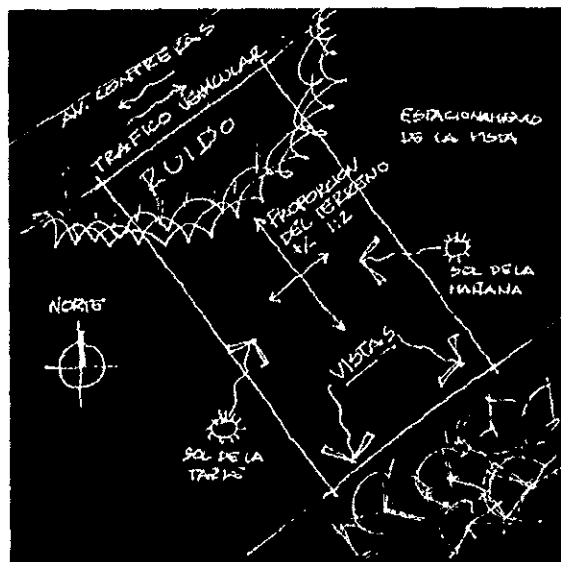 AV. CONTRERAS
TRAFICO VEHICULAR
RUIDO
ESTACIONAMIENTO
DE LA
PROPORCION
DEL TERRENO
+/- 1:2
SOL DE LA
MAÑANA
NORTE
VISTAS
SOL DE LA
TARDE